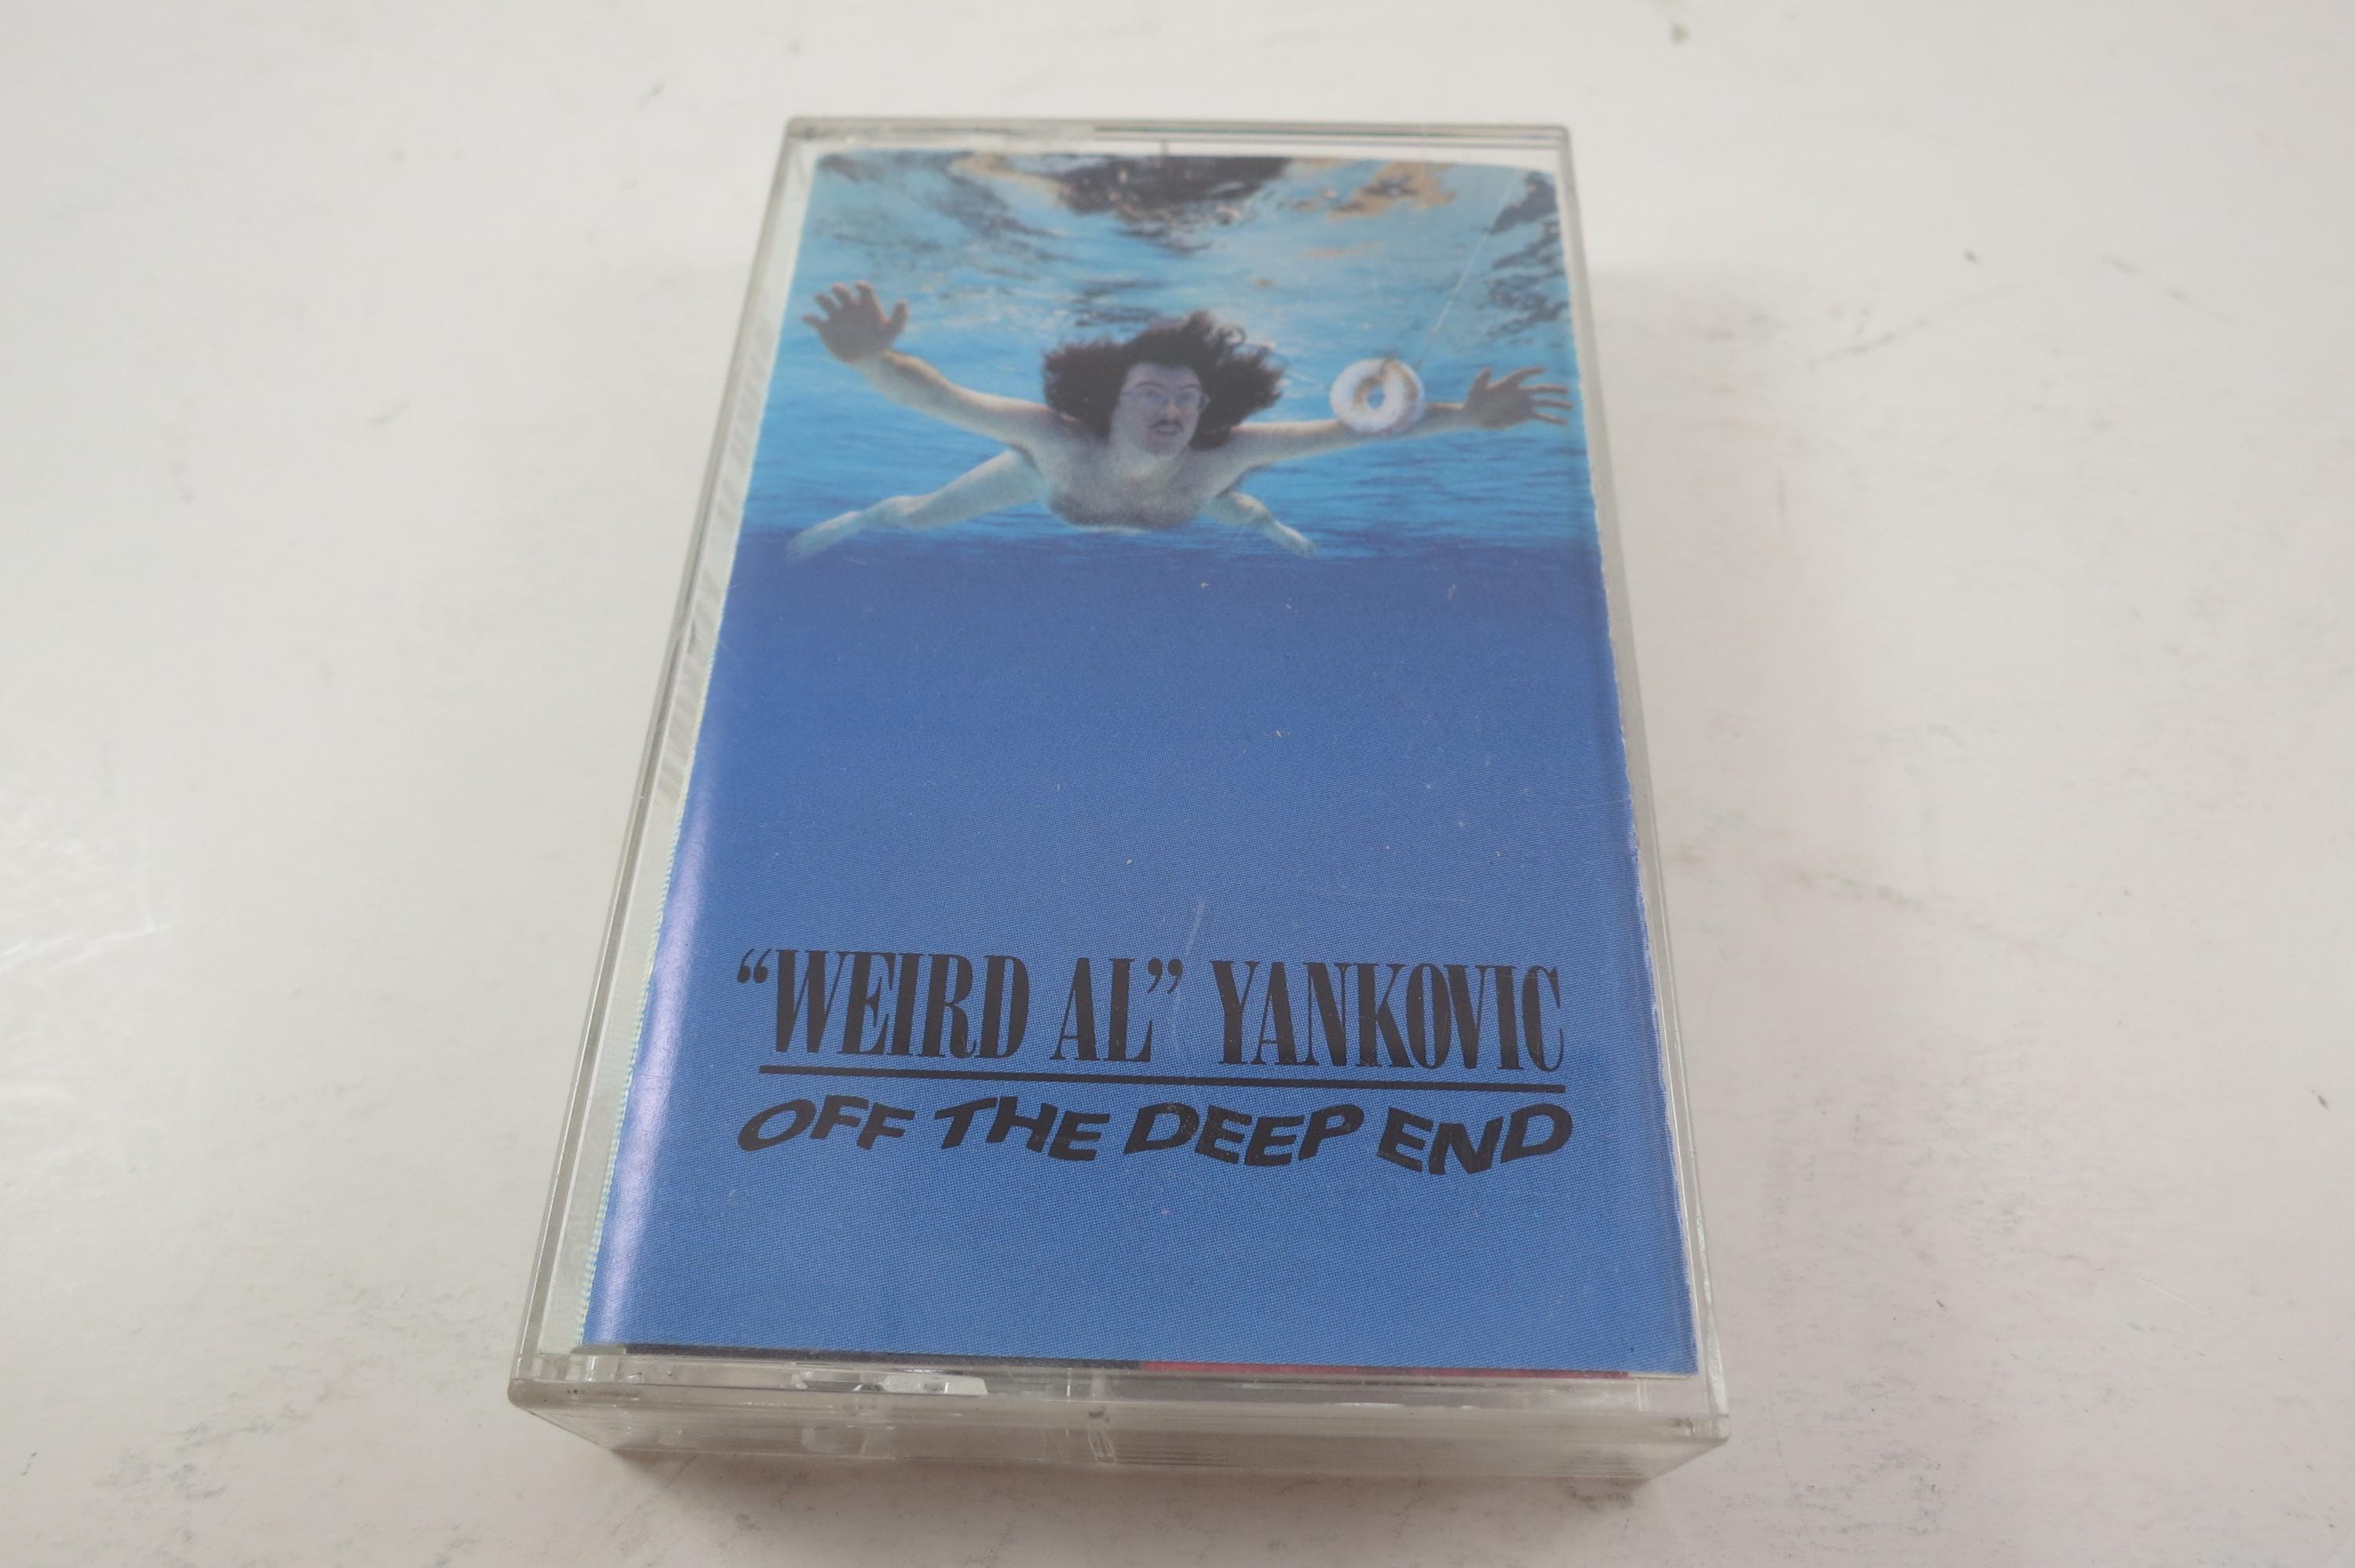 “WEIRD AL” YANKOVIC
OFF THE DEEP END